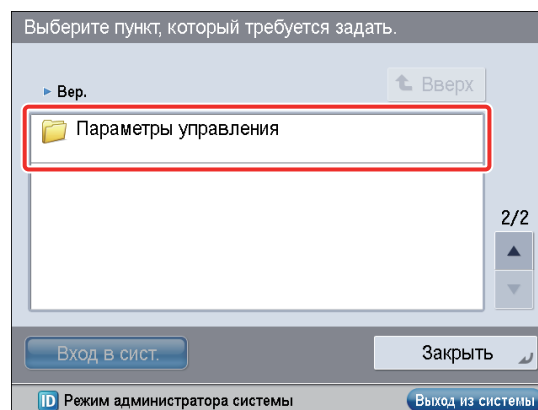 Выберите пункт, который требуется задать.
Вер.
Вверх
Параметры управления
2/2
Вход в сист.
Закрыть
ID Режим администратора системы
Выход из системы